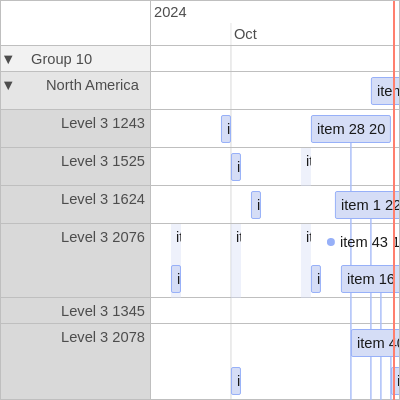 2024
Oct
▼ Group 10
▼ North America
Level 3 1243
item 28 20
Level 3 1525
Level 3 1624
item 1 22
Level 3 2076
item 43 1
item 16
Level 3 1345
Level 3 2078
item 40